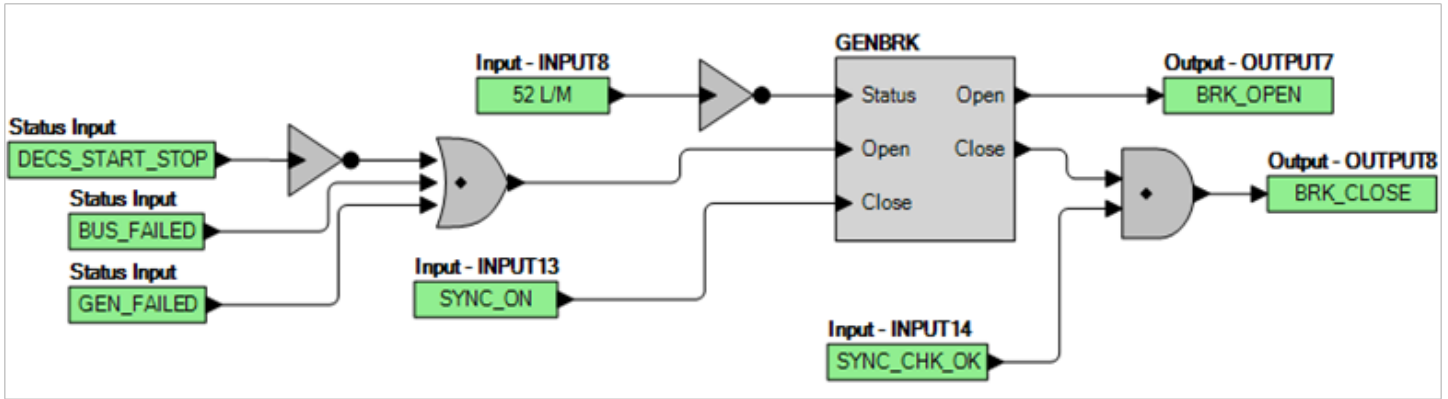 GENBRK
Input - INPUT8
52 L/M
Status
Open
Open
Close
Close
Output - OUTPUT7
BRK_OPEN
Status Input
DECS_START_STOP
Status Input
BUS_FAILED
Status Input
GEN_FAILED
Input - INPUT13
SYNC_ON
Output - OUTPUT8
BRK_CLOSE
Input - INPUT14
SYNC_CHK_OK